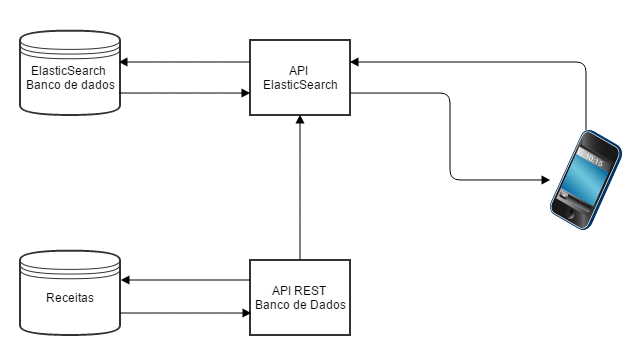 ElasticSearch
Banco de dados
API
ElasticSearch
10:15
Receitas
API REST
Banco de Dados